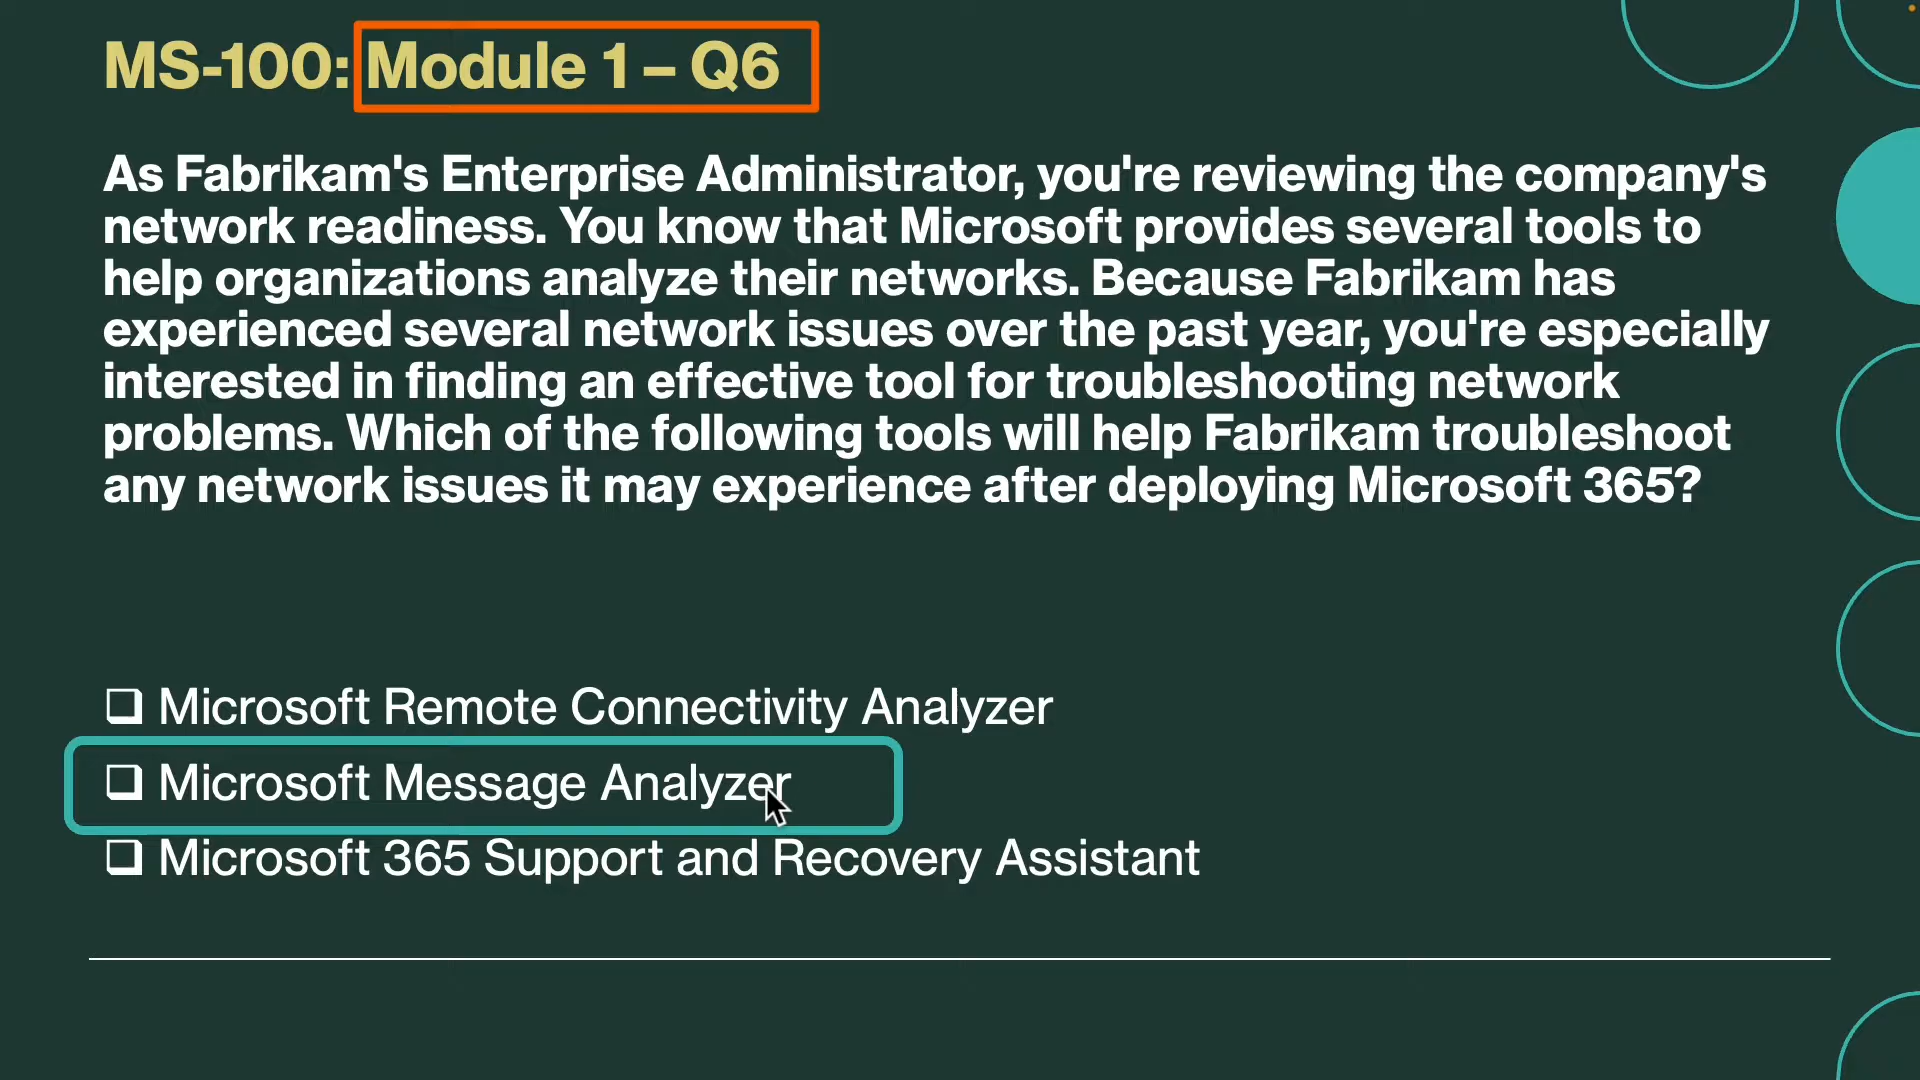 MS-100: Module 1 – Q6
As Fabrikam's Enterprise Administrator, you're reviewing the company's
network readiness. You know that Microsoft provides several tools to
help organizations analyze their networks. Because Fabrikam has
experienced several network issues over the past year, you're especially
interested in finding an effective tool for troubleshooting network
problems. Which of the following tools will help Fabrikam troubleshoot
any network issues it may experience after deploying Microsoft 365?
❑ Microsoft Remote Connectivity Analyzer
❑ Microsoft Message Analyzer
❑ Microsoft 365 Support and Recovery Assistant